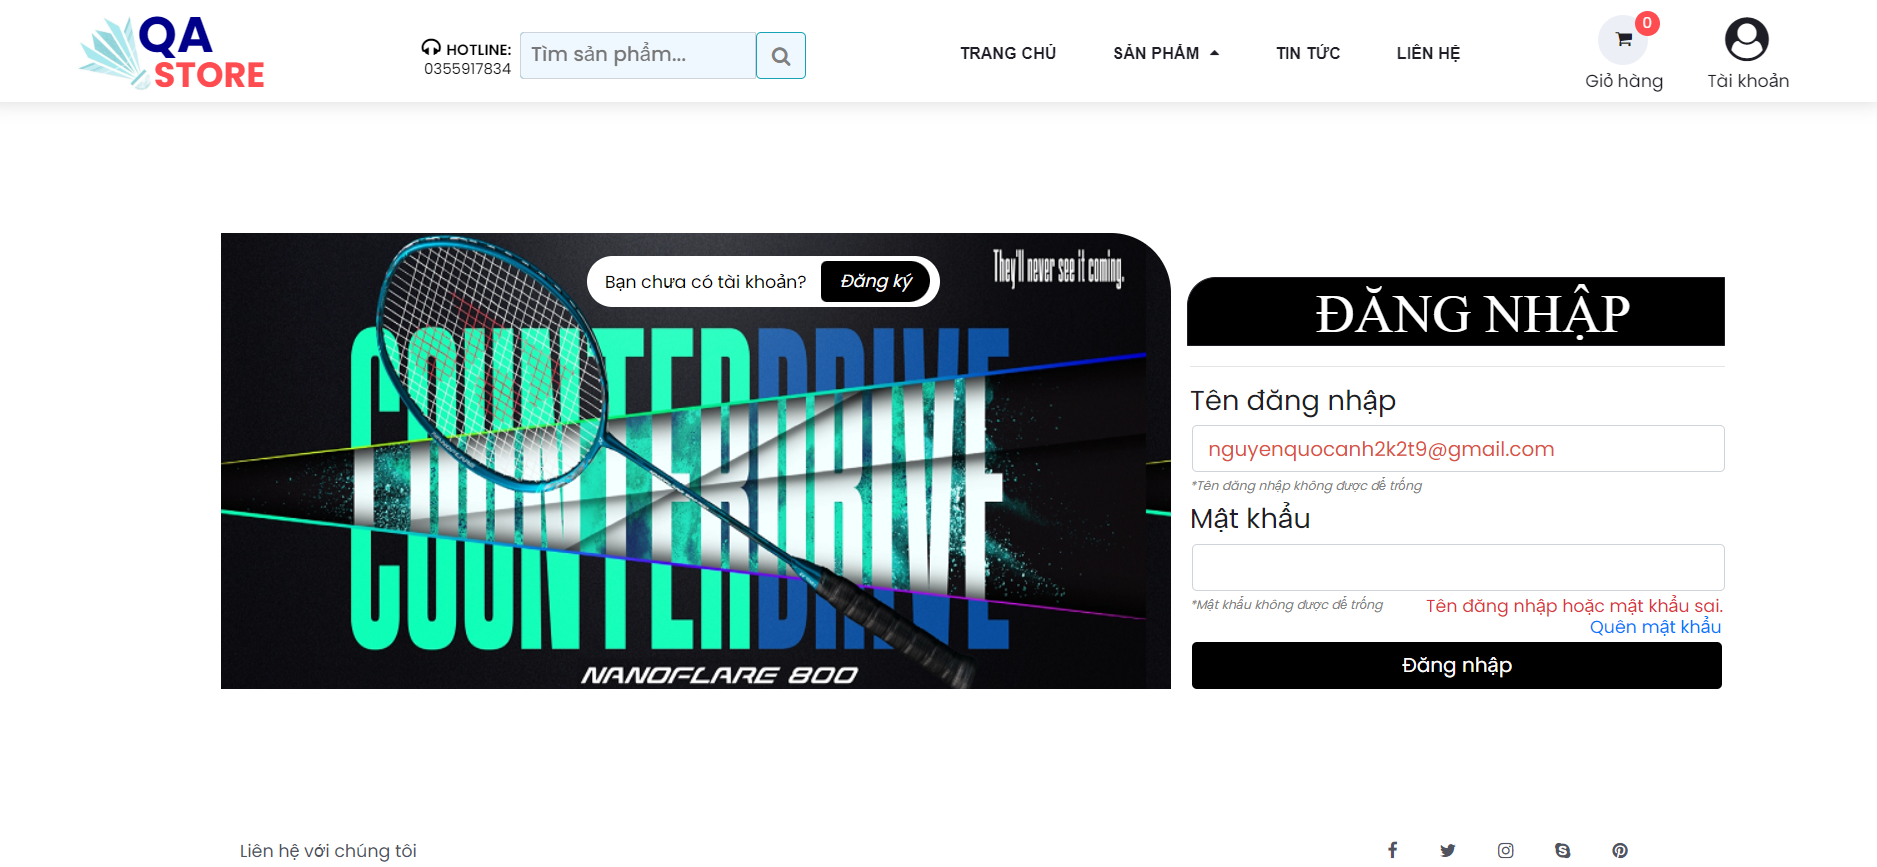 QA
STORE
HOTLINE:
0355917834
Tìm sản phẩm...
TRANG CHỦ
SẢN PHẨM
TIN TỨC
LIÊN HỆ
0
Giỏ hàng
Tài khoản
Bạn chưa có tài khoản?
Đăng ký
They'll never see it coming.
COUNTERDRIVE
COUNTERDRIVE
NANOFLARE 800
ĐĂNG NHẬP
Tên đăng nhập
nguyenquocanh2k2t9@gmail.com
*Tên đăng nhập không được để trống
Mật khẩu
*Mật khẩu không được để trống
Tên đăng nhập hoặc mật khẩu sai.
Quên mật khẩu
Đăng nhập
Liên hệ với chúng tôi